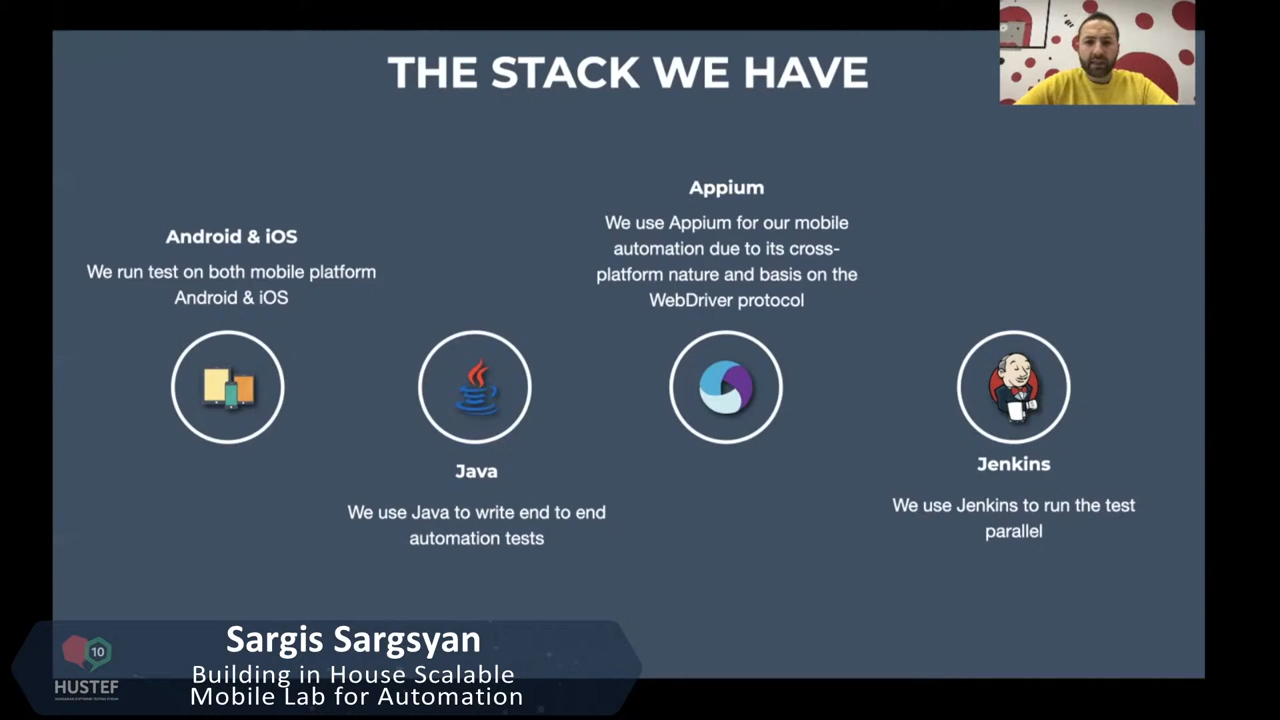 THE STACK WE HAVE
Android & iOS
We run test on both mobile platform
Android & iOS
Java
We use Java to write end to end
automation tests
Appium
We use Appium for our mobile
automation due to its cross-
platform nature and basis on the
WebDriver protocol
Jenkins
We use Jenkins to run the test
parallel
10
HUSTEF
Sargis Sargsyan
Building in House Scalable
Mobile Lab for Automation